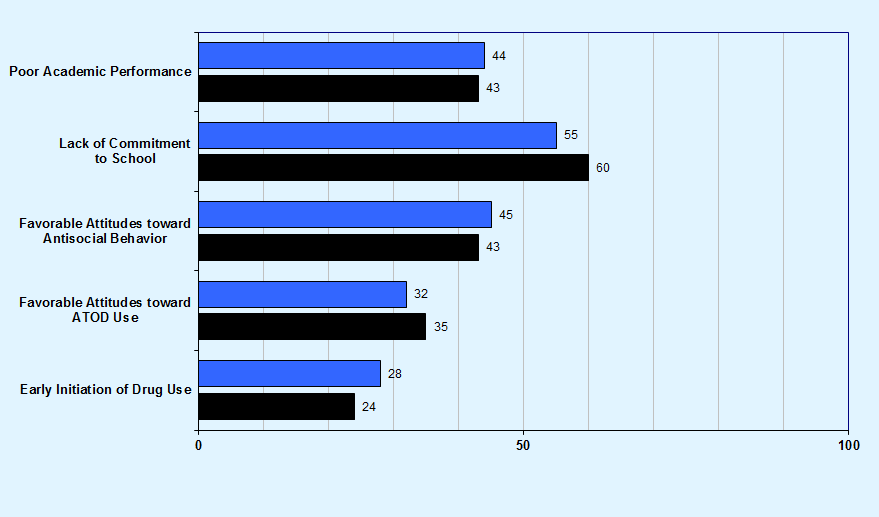 Poor Academic Performance
44
43
Lack of Commitment
to School
55
60
Favorable Attitudes toward
Antisocial Behavior
45
43
Favorable Attitudes toward
ATOD Use
32
35
Early Initiation of Drug Use
28
24
0 50 100